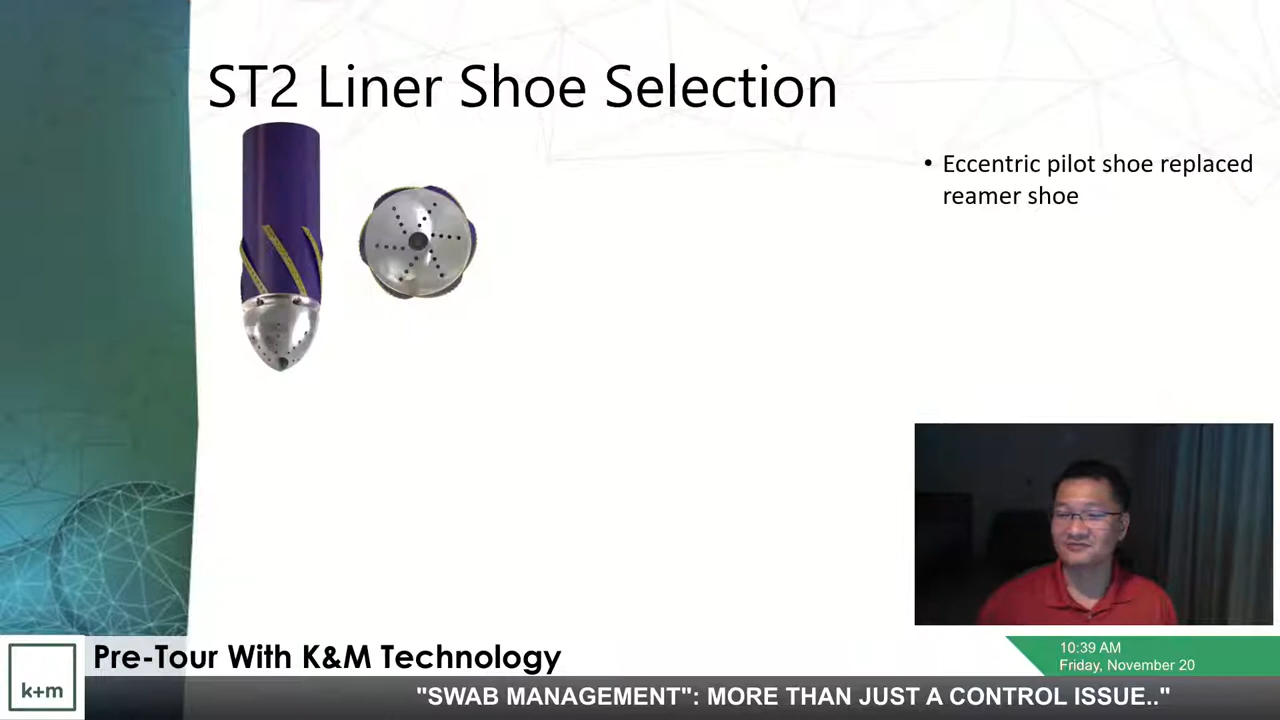 ST2 Liner Shoe Selection
• Eccentric pilot shoe replaced
reamer shoe
k+m
Pre-Tour With K&M Technology
10:39 AM
Friday, November 20
"SWAB MANAGEMENT": MORE THAN JUST A CONTROL ISSUE.."